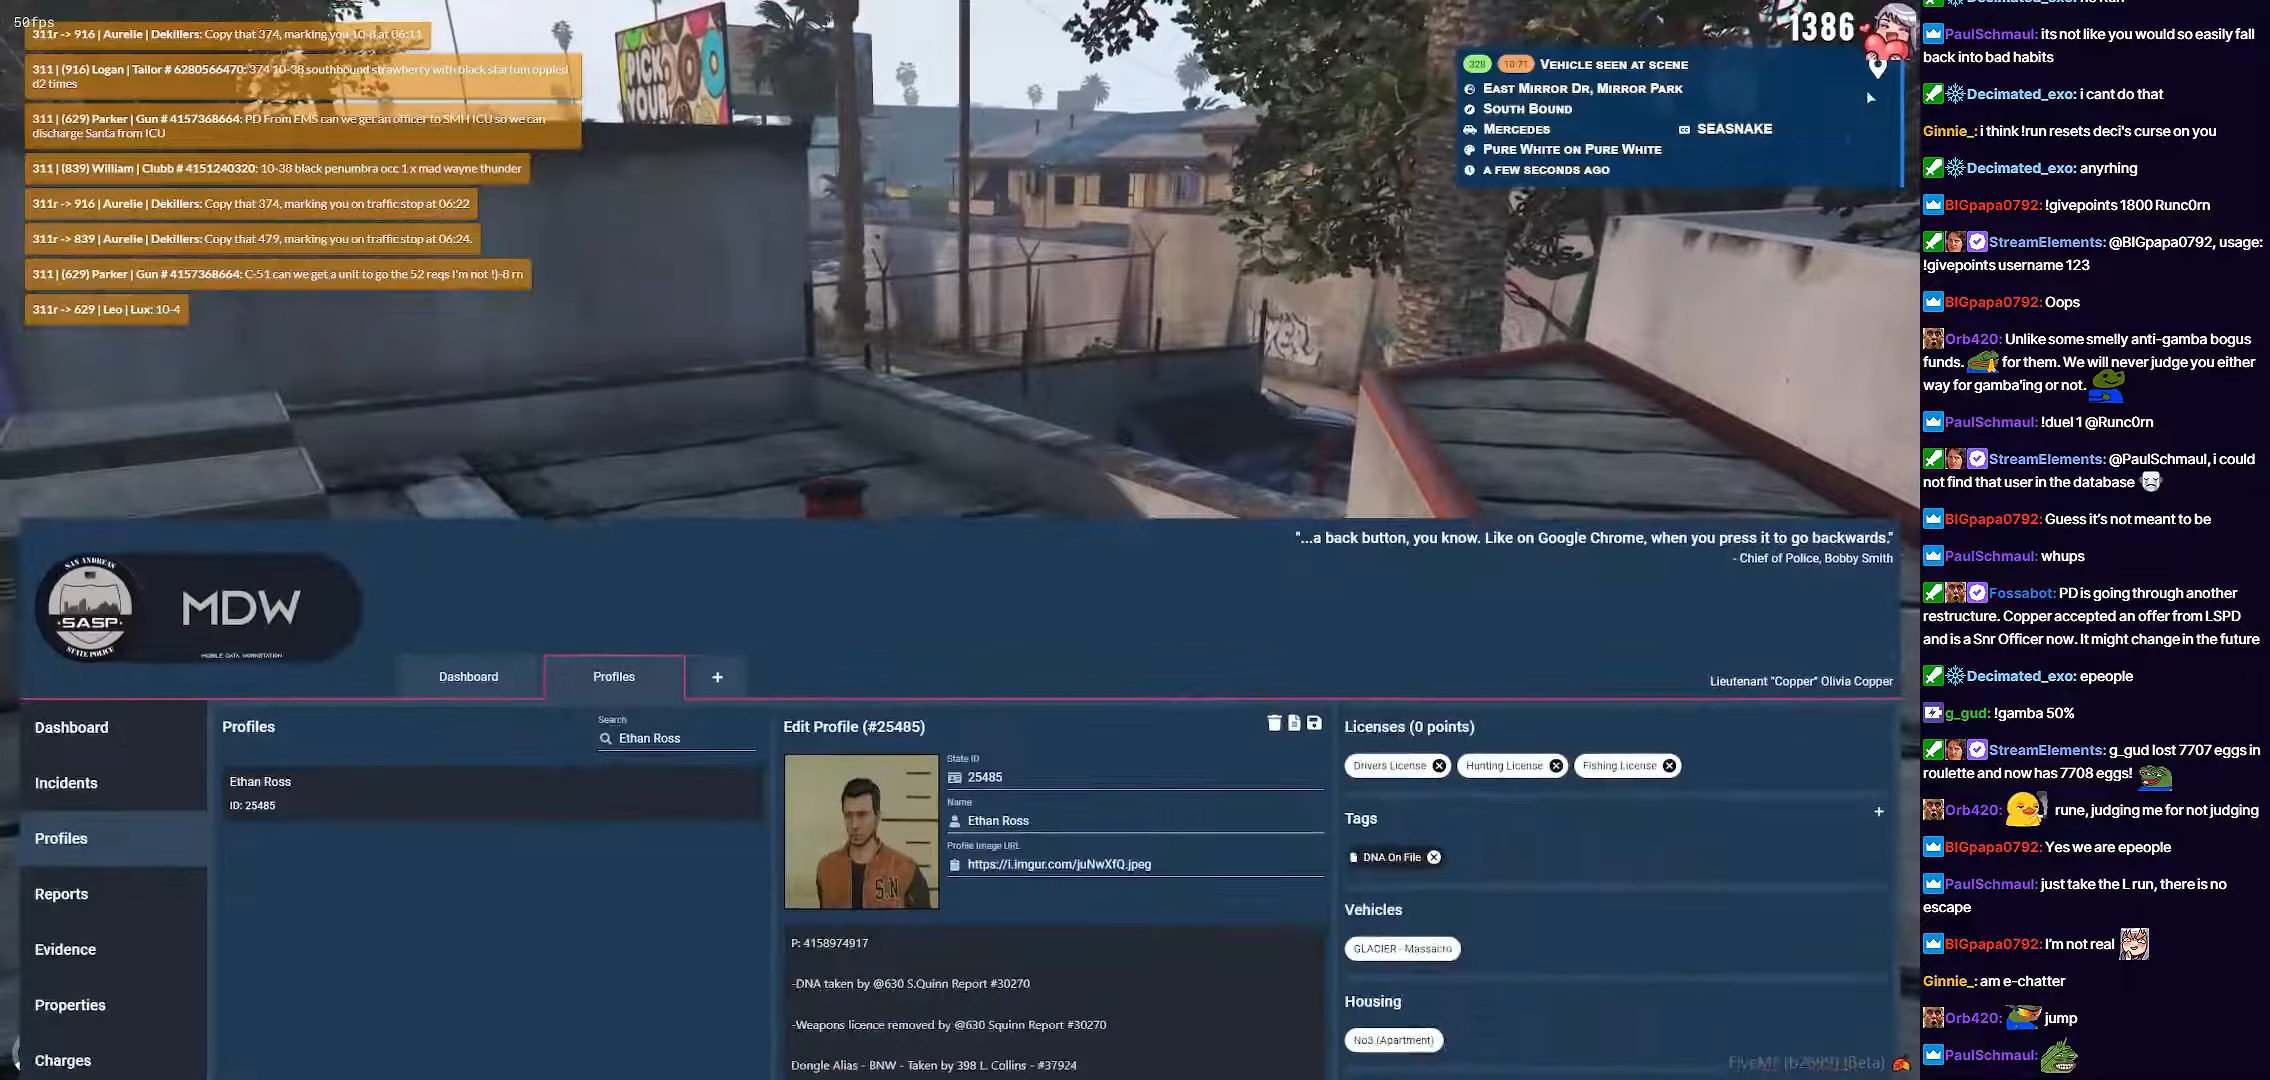 50fps
311r -> 916 | Aurelie | Dekillers: Copy that 374, marking you 10-8 at 06:11
311 | (916) Logan | Tailor # 6280566470: 374 10-38 southbound strawberry with black startum oppled
d2 times
311 | (629) Parker | Gun # 4157368664: PD From EMS can we get an officer to SMH ICU so we can
discharge Santa from ICU
311 | (839) William | Clubb # 4151240320: 10-38 black penumbra occ 1 x mad wayne thunder
311r -> 916 | Aurelie | Dekillers: Copy that 374, marking you on traffic stop at 06:22
311r -> 839 | Aurelie | Dekillers: Copy that 479, marking you on traffic stop at 06:24.
311 | (629) Parker | Gun # 4157368664: C-51 can we get a unit to go the 52 reqs I'm not !)-8 rn
311r -> 629 | Leo | Lux: 10-4
PICK
YOUR
1386
328 10-71 VEHICLE SEEN AT SCENE
EAST MIRROR DR, MIRROR PARK
SOUTH BOUND
MERCEDES SEASNAKE
PURE WHITE ON PURE WHITE
A FEW SECONDS AGO
"...a back button, you know. Like on Google Chrome, when you press it to go backwards."
- Chief of Police, Bobby Smith
SAN ANDREAS
SASP
STATE POLICE
MDW
MOBILE DATA WORKSTATION
Dashboard
Profiles
+
Lieutenant "Copper" Olivia Copper
Dashboard
Incidents
Profiles
Reports
Evidence
Properties
Charges
Profiles
Search
Ethan Ross
Ethan Ross
ID: 25485
Edit Profile (#25485)
State ID
25485
Name
Ethan Ross
Profile Image URL
https://i.imgur.com/juNwXfQ.jpeg
S.N
P: 4158974917
-DNA taken by @630 S.Quinn Report #30270
-Weapons licence removed by @630 Squinn Report #30270
Dongle Alias - BNW - Taken by 398 L. Collins - #37924
Licenses (0 points)
Drivers License
Hunting License
Fishing License
Tags
+
DNA On File
Vehicles
GLACIER - Massacro
Housing
No3 (Apartment)
PaulSchmaul: its not like you would so easily fall
back into bad habits
Decimated_exo: i cant do that
Ginnie_: i think !run resets deci's curse on you
Decimated_exo: anyrhing
BIGpapa0792: !givepoints 1800 Runc0rn
StreamElements: @BIGpapa0792, usage:
!givepoints username 123
BIGpapa0792: Oops
Orb420: Unlike some smelly anti-gamba bogus
funds. for them. We will never judge you either
way for gamba'ing or not.
PaulSchmaul: !duel 1 @Runc0rn
StreamElements: @PaulSchmaul, i could
not find that user in the database
BIGpapa0792: Guess it's not meant to be
PaulSchmaul: whups
Fossabot: PD is going through another
restructure. Copper accepted an offer from LSPD
and is a Snr Officer now. It might change in the future
Decimated_exo: epeople
g_gud: !gamba 50%
StreamElements: g_gud lost 7707 eggs in
roulette and now has 7708 eggs!
Orb420: rune, judging me for not judging
BIGpapa0792: Yes we are epeople
PaulSchmaul: just take the L run, there is no
escape
BIGpapa0792: I'm not real
Ginnie_: am e-chatter
Orb420: jump
PaulSchmaul: